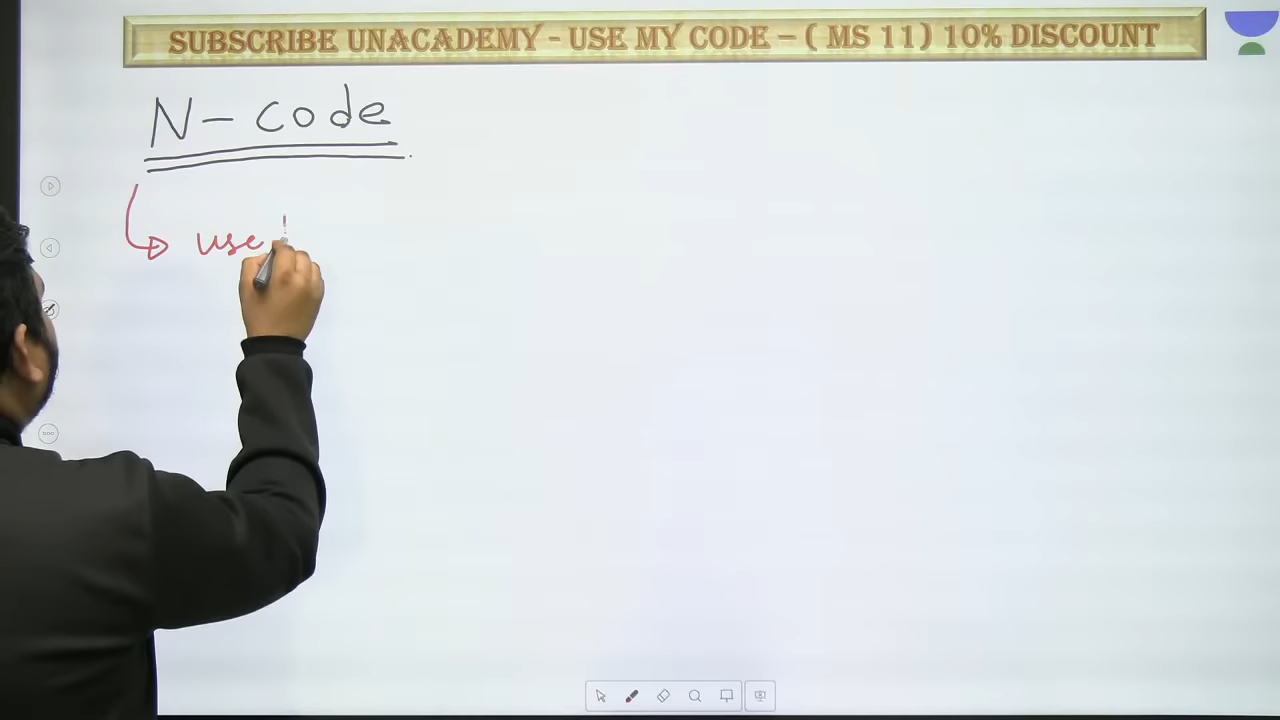 SUBSCRIBE UNACADEMY - USE MY CODE – ( MS 11) 10% DISCOUNT
N - code
use